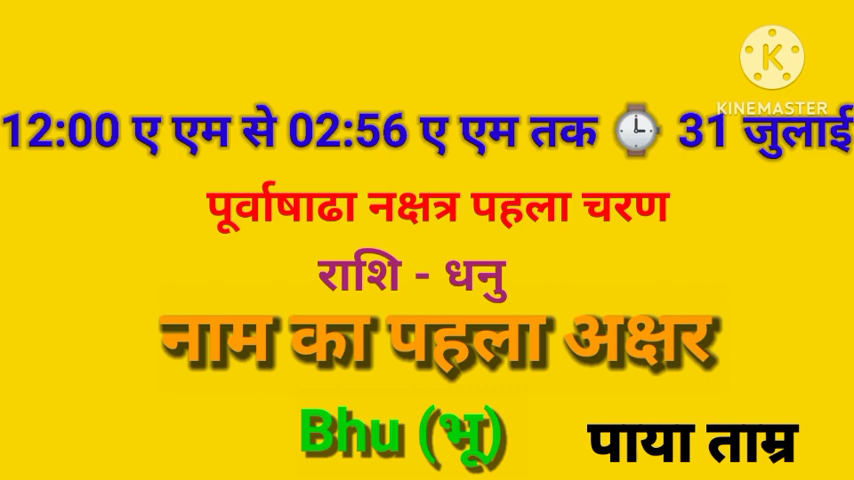 KINEMASTER
12:00 ए एम से 02:56 ए एम तक 31 जुलाई
पूर्वाषाढा नक्षत्र पहला चरण
राशि - धनु
नाम का पहला अक्षर
Bhu (भू)
पाया ताम्र